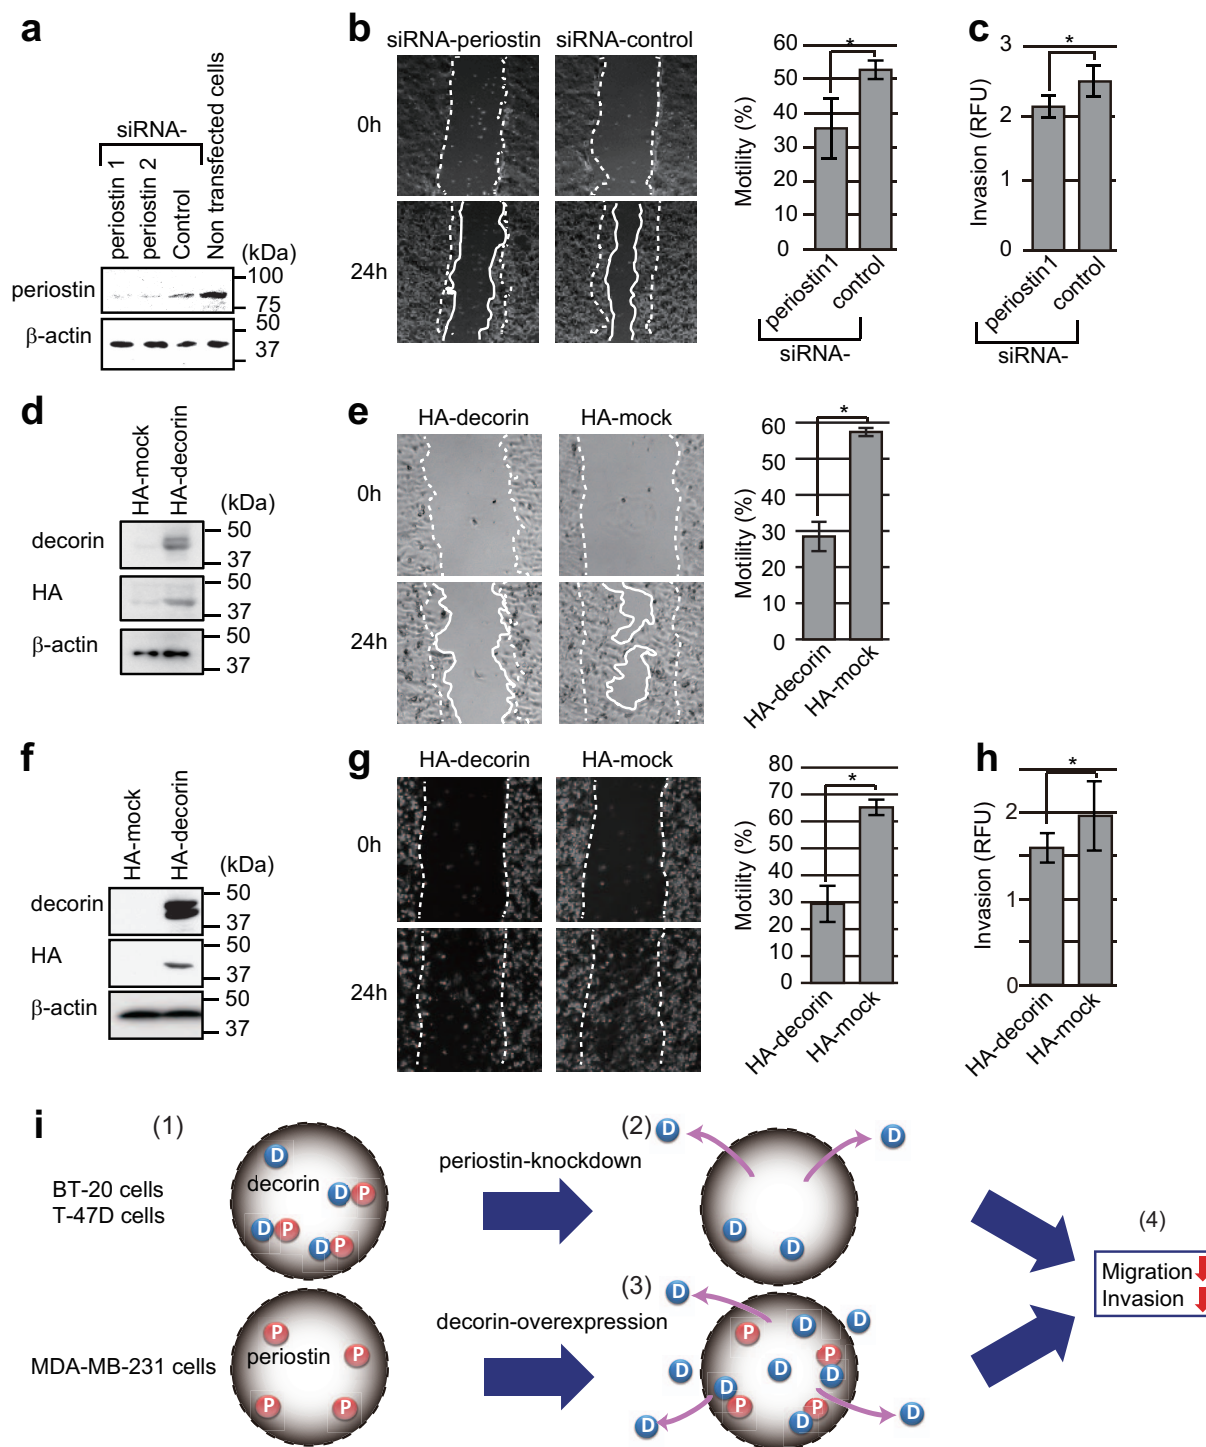 a
siRNA-
periostin 1
periostin 2
Control
Non transfected cells
(kDa)
periostin
100
75
β-actin
50
37
b
siRNA-periostin
siRNA-control
0h
24h
Motility (%)
60
50
40
30
20
10
0
*
periostin1
control
siRNA-
c
Invasion (RFU)
3
2
1
0
*
periostin1
control
siRNA-
d
HA-mock
HA-decorin
(kDa)
decorin
50
37
HA
50
37
β-actin
50
37
e
HA-decorin
HA-mock
0h
24h
Motility (%)
60
50
40
30
20
10
0
*
HA-decorin
HA-mock
f
HA-mock
HA-decorin
(kDa)
decorin
50
37
HA
50
37
β-actin
50
37
g
HA-decorin
HA-mock
0h
24h
Motility (%)
80
70
60
50
40
30
20
10
0
*
HA-decorin
HA-mock
h
Invasion (RFU)
2
1
0
*
HA-decorin
HA-mock
i
(1)
BT-20 cells
T-47D cells
D
decorin
D P
D P
D P
periostin-knockdown
(2)
D
D
D
D
MDA-MB-231 cells
P
P
periostin
P
P
decorin-overexpression
(3)
D
D
D
P
P
D
D
D
D
P
P
D
D
D
(4)
Migration
Invasion